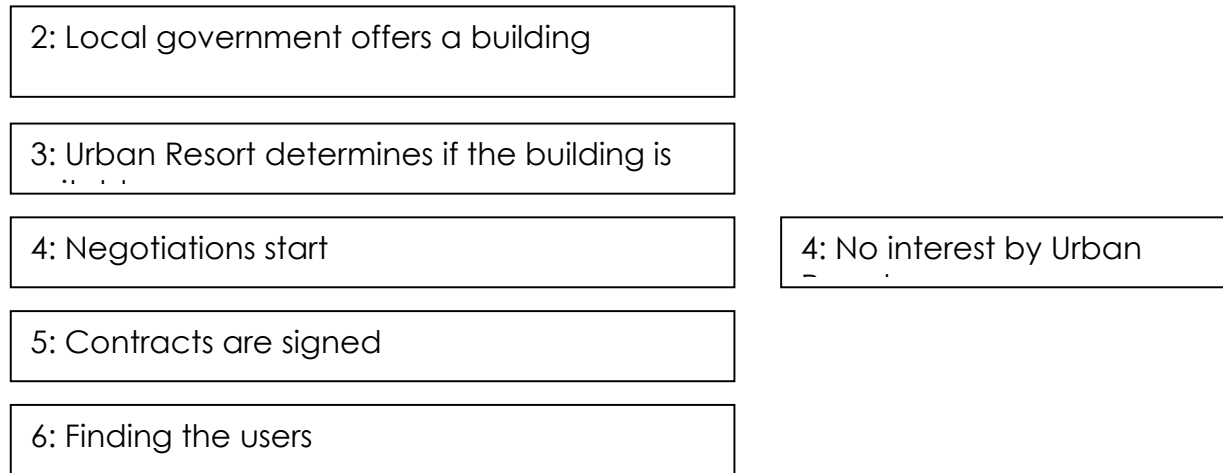 2: Local government offers a building
3: Urban Resort determines if the building is
4: Negotiations start
4: No interest by Urban
5: Contracts are signed
6: Finding the users